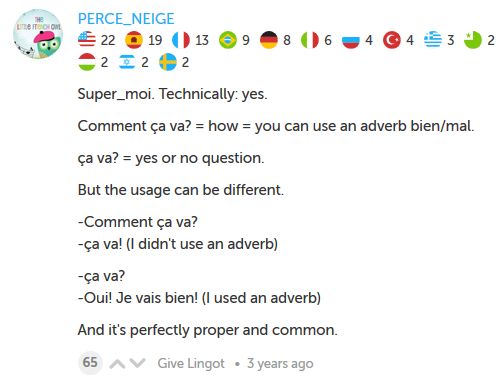 THE
LITTLE FRENCH OWL
PERCE_NEIGE
22 19 13 9 8 6 4 4 3 2
2 2 2
Super_moi. Technically: yes.
Comment ça va? = how = you can use an adverb bien/mal.
ça va? = yes or no question.
But the usage can be different.
-Comment ça va?
-ça va! (I didn't use an adverb)
-ça va?
-Oui! Je vais bien! (I used an adverb)
And it's perfectly proper and common.
65 Give Lingot • 3 years ago